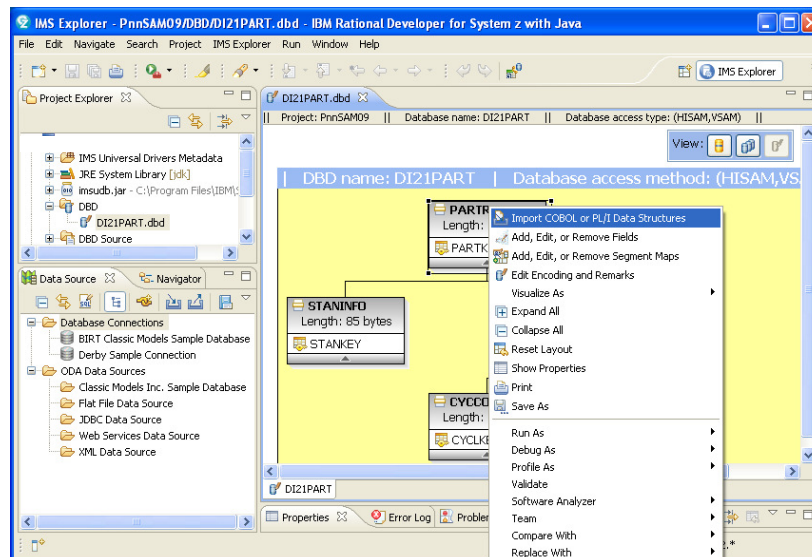 IMS Explorer - PnnSAM09/DBD/DI21PART.dbd - IBM Rational Developer for System z with Java
File Edit Navigate Search Project IMS Explorer Run Window Help
IMS Explorer
Project Explorer
IMS Universal Drivers Metadata
JRE System Library [jdk]
imsudb.jar - C:\Program Files\IBM\
DBD
DI21PART.dbd
DBD Source
Data Source Navigator
Database Connections
BIRT Classic Models Sample Database
Derby Sample Connection
ODA Data Sources
Classic Models Inc. Sample Database
Flat File Data Source
JDBC Data Source
Web Services Data Source
XML Data Source
DI21PART.dbd
|| Project: PnnSAM09 || Database name: DI21PART || Database access type: (HISAM,VSAM) ||
View:
| DBD name: DI21PART | Database access method: (HISAM,VS
PARTR
Length:
PARTK
STANINFO
Length: 85 bytes
STANKEY
CYCCO
Length:
CYCLKE
Import COBOL or PL/I Data Structures
Add, Edit, or Remove Fields
Add, Edit, or Remove Segment Maps
Edit Encoding and Remarks
Visualize As
Expand All
Collapse All
Reset Layout
Show Properties
Print
Save As
Run As
Debug As
Profile As
Validate
Software Analyzer
Team
Compare With
Replace With
DI21PART
Properties Error Log Problem